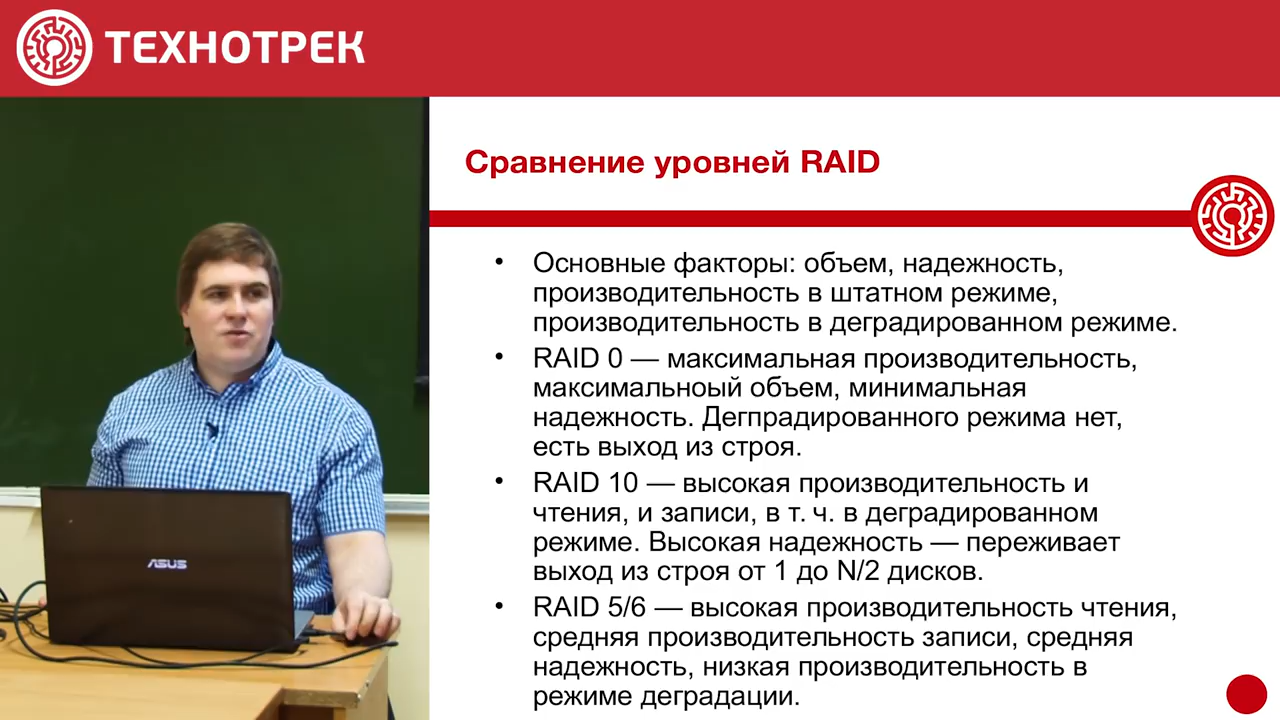 ТЕХНОТРЕК
Сравнение уровней RAID
• Основные факторы: объем, надежность,
производительность в штатном режиме,
производительность в деградированном режиме.
• RAID 0 — максимальная производительность,
максимальноый объем, минимальная
надежность. Дегпрадированного режима нет,
есть выход из строя.
• RAID 10 — высокая производительность и
чтения, и записи, в т. ч. в деградированном
режиме. Высокая надежность — переживает
выход из строя от 1 до N/2 дисков.
• RAID 5/6 — высокая производительность чтения,
средняя производительность записи, средняя
надежность, низкая производительность в
режиме деградации.
ASUS